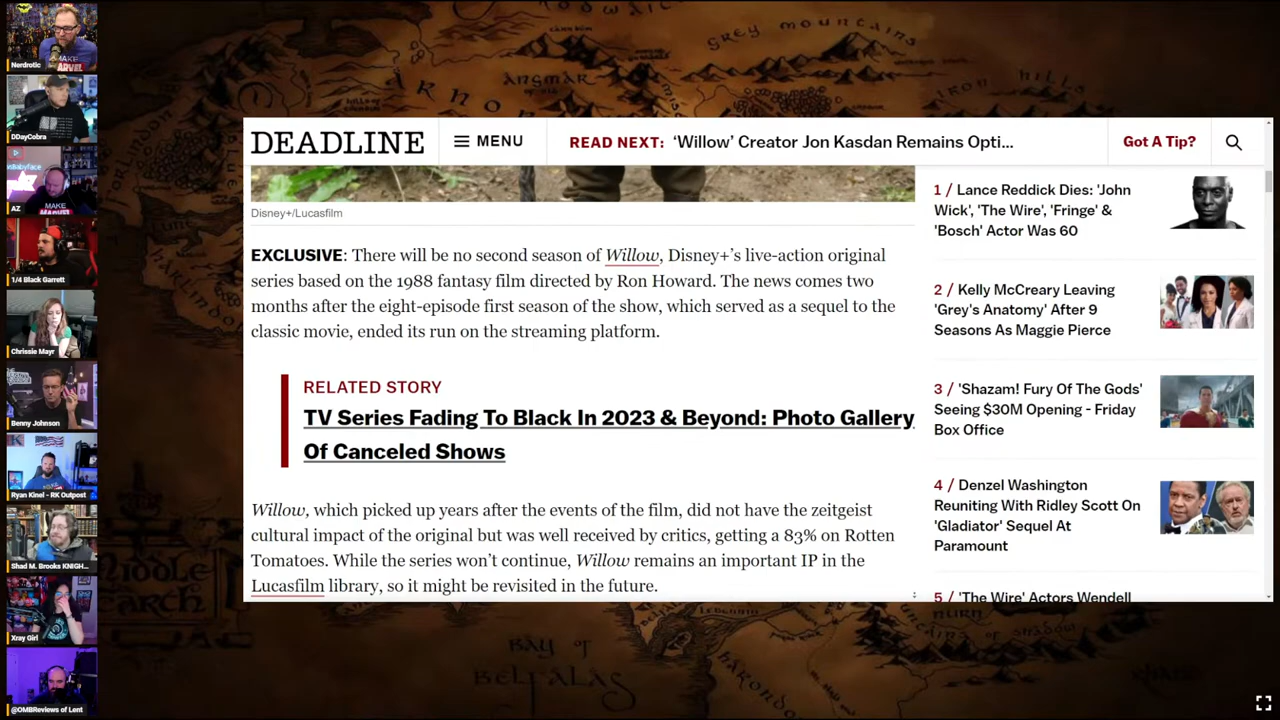 Nerdrotic
DDayCobra
AZ
1/4 Black Garrett
Chrissie Mayr
Benny Johnson
Ryan Kinel - RK Outpost
Shad M. Brooks KNIGH...
Xray Girl
@OMBReviews of Lent
GREY MOUNTAINS
ANGMAR
DEADLINE
MENU
READ NEXT: ‘Willow’ Creator Jon Kasdan Remains Opti...
Got A Tip?
Disney+/Lucasfilm
EXCLUSIVE: There will be no second season of Willow, Disney+’s live-action original
series based on the 1988 fantasy film directed by Ron Howard. The news comes two
months after the eight-episode first season of the show, which served as a sequel to the
classic movie, ended its run on the streaming platform.
RELATED STORY
TV Series Fading To Black In 2023 & Beyond: Photo Gallery
Of Canceled Shows
Willow, which picked up years after the events of the film, did not have the zeitgeist
cultural impact of the original but was well received by critics, getting a 83% on Rotten
Tomatoes. While the series won’t continue, Willow remains an important IP in the
Lucasfilm library, so it might be revisited in the future.
1 / Lance Reddick Dies: 'John
Wick', 'The Wire', 'Fringe' &
'Bosch' Actor Was 60
2 / Kelly McCreary Leaving
'Grey's Anatomy' After 9
Seasons As Maggie Pierce
3 / 'Shazam! Fury Of The Gods'
Seeing $30M Opening - Friday
Box Office
4 / Denzel Washington
Reuniting With Ridley Scott On
'Gladiator' Sequel At
Paramount
5 / 'The Wire' Actors Wendell
BAY OF
BELFALAS